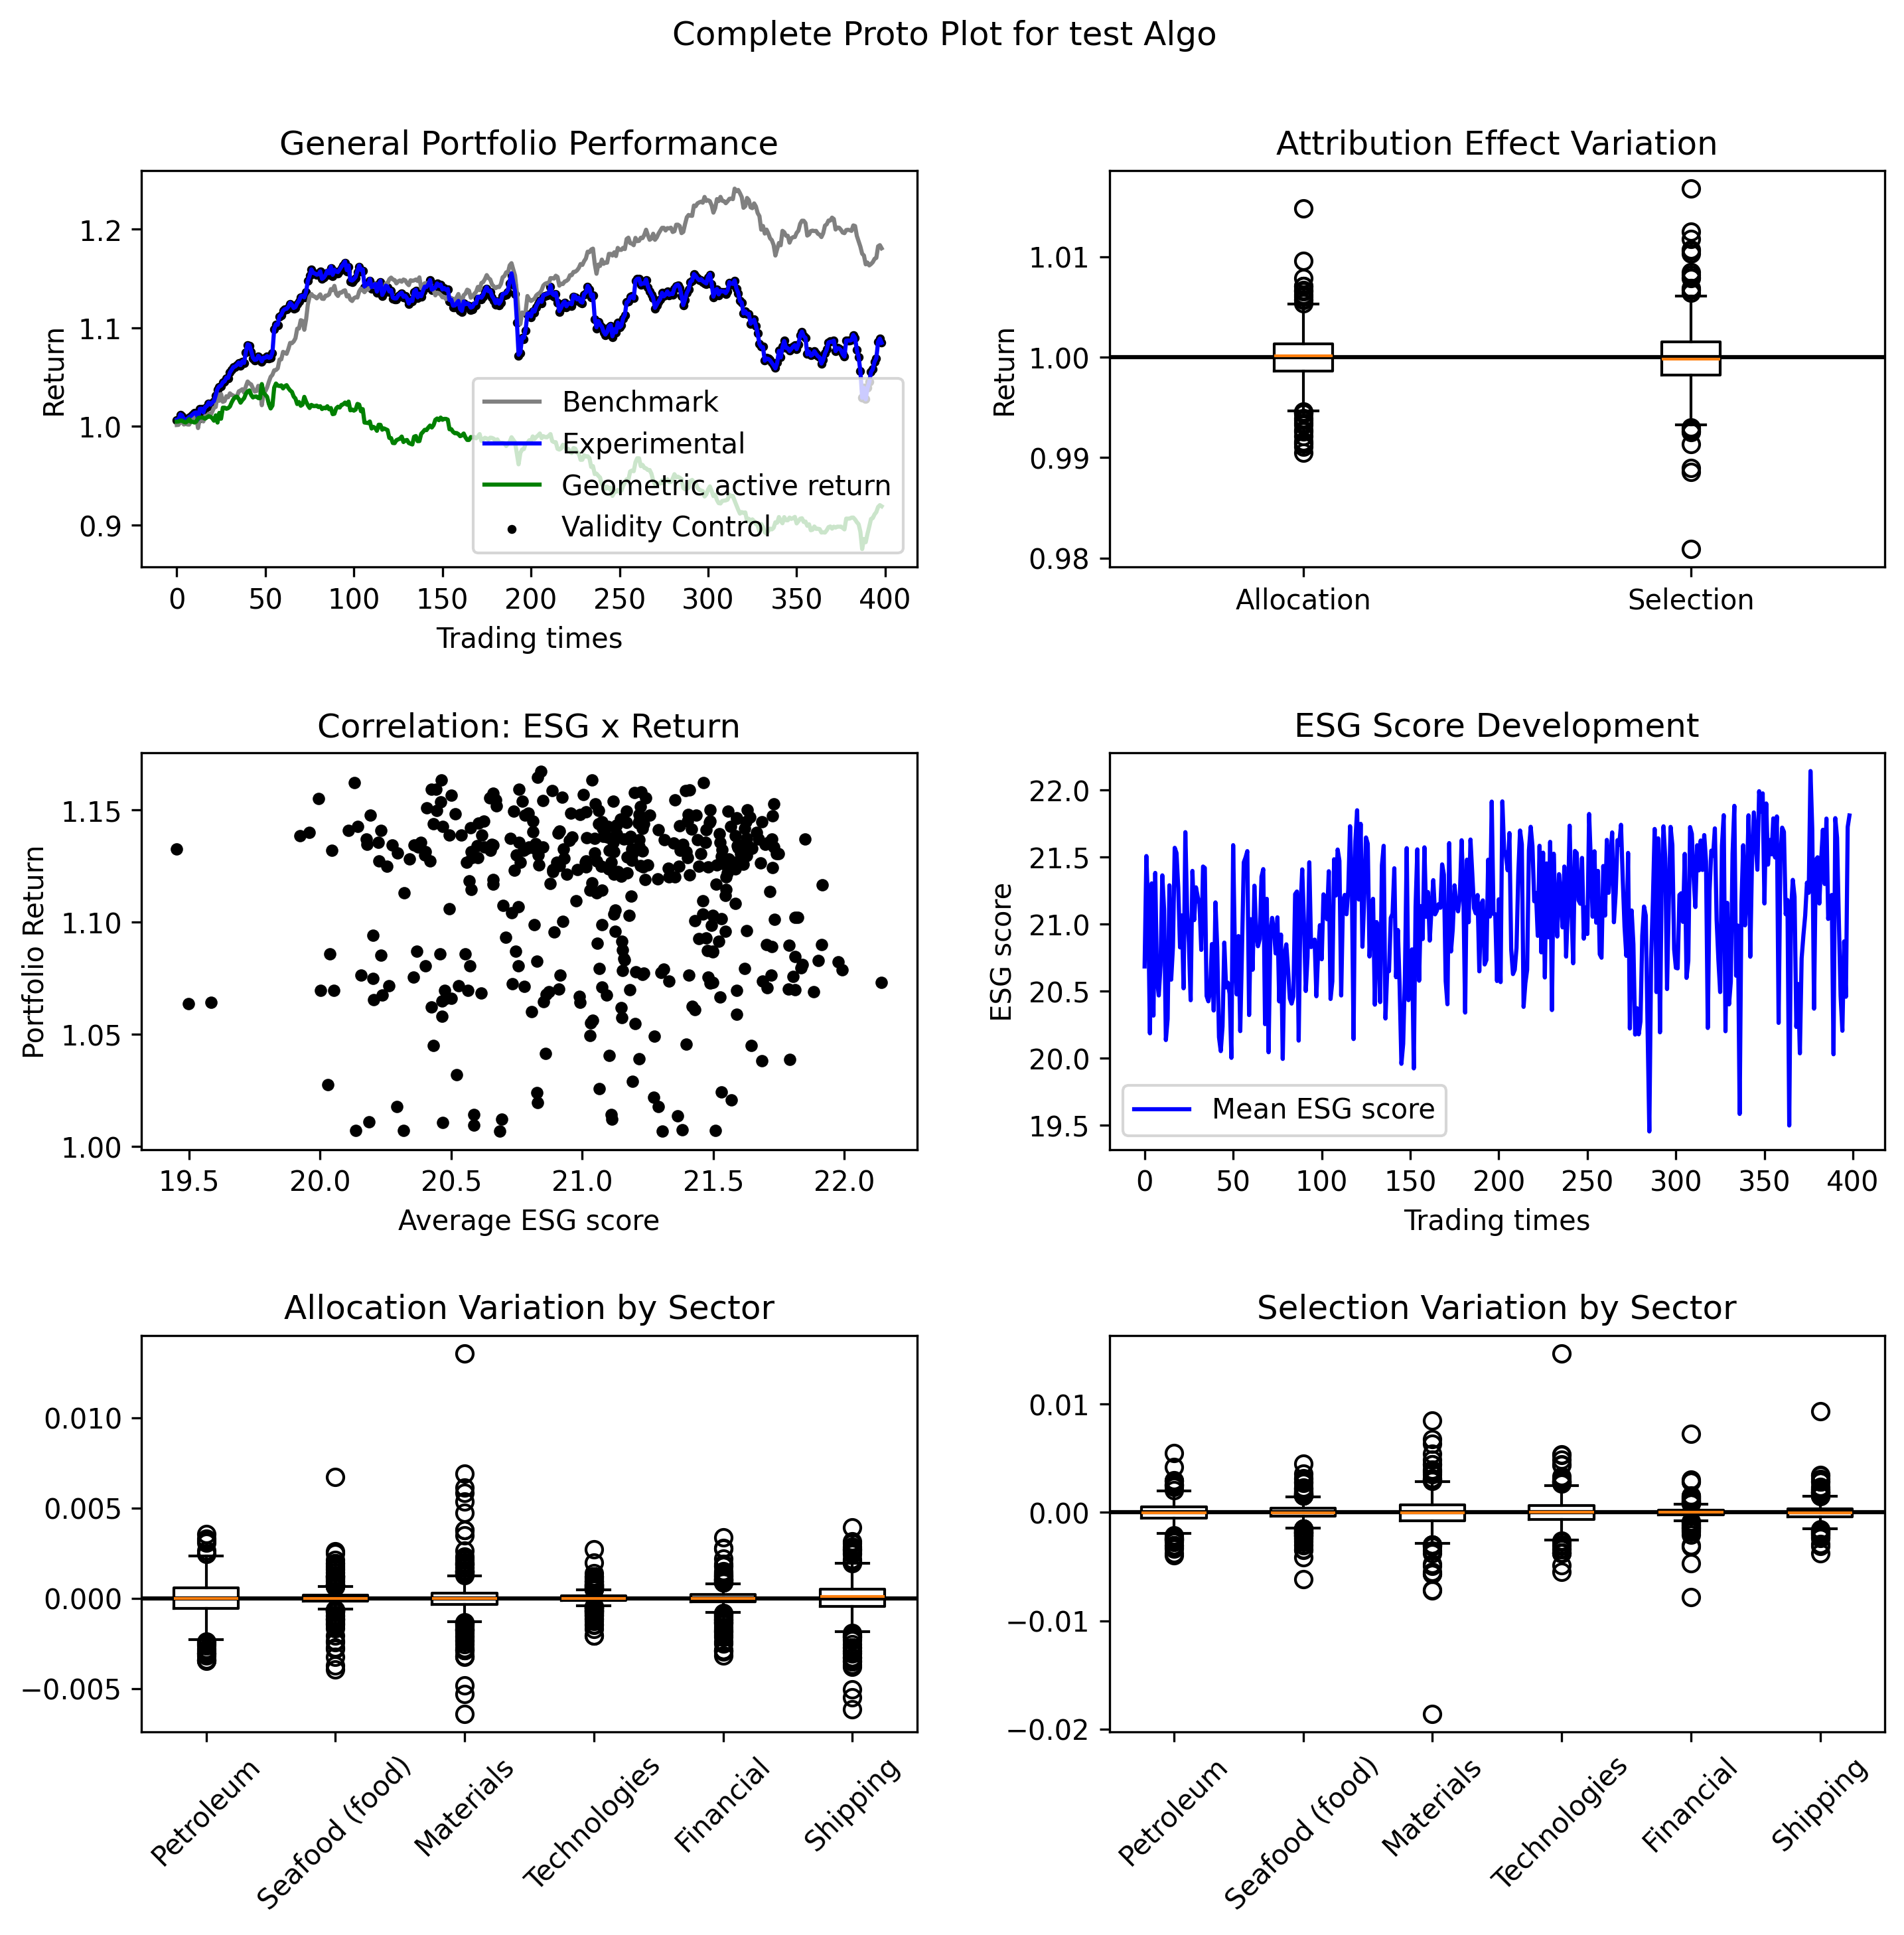 Complete Proto Plot for test Algo
General Portfolio Performance
Return
1.2
1.1
1.0
0.9
Benchmark
Experimental
Geometric active return
Validity Control
0 50 100 150 200 250 300 350 400
Trading times
Attribution Effect Variation
Return
1.01
1.00
0.99
0.98
Allocation Selection
Correlation: ESG x Return
Portfolio Return
1.15
1.10
1.05
1.00
19.5 20.0 20.5 21.0 21.5 22.0
Average ESG score
ESG Score Development
ESG score
22.0
21.5
21.0
20.5
20.0
19.5
Mean ESG score
0 50 100 150 200 250 300 350 400
Trading times
Allocation Variation by Sector
0.010
0.005
0.000
−0.005
Petroleum
Seafood (food)
Materials
Technologies
Financial
Shipping
Selection Variation by Sector
0.01
0.00
−0.01
−0.02
Petroleum
Seafood (food)
Materials
Technologies
Financial
Shipping